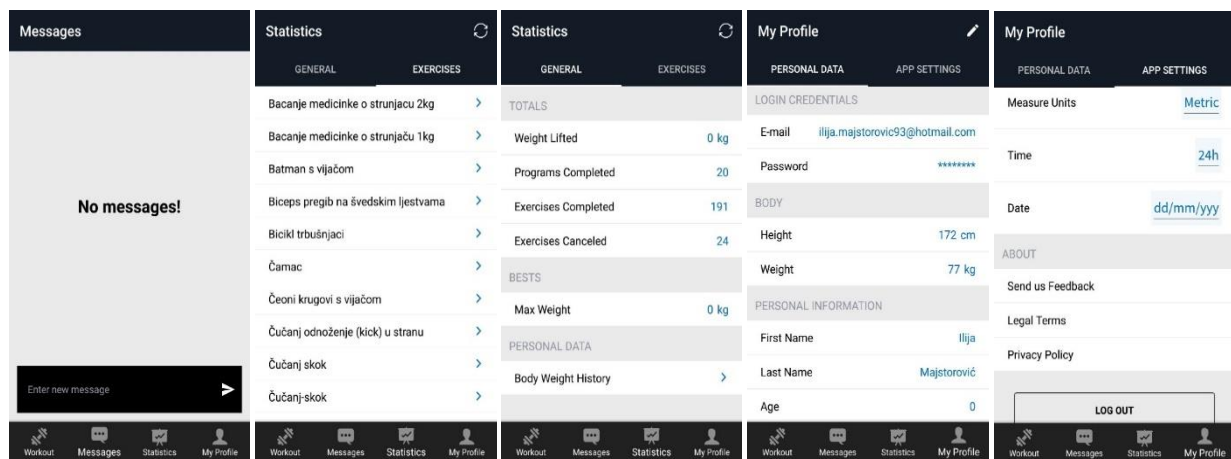 Messages
No messages!
Enter new message
Workout Messages Statistics My Profile
Statistics
GENERAL EXERCISES
Bacanje medicinke o strunjacu 2kg
Bacanje medicinke o strunjaču 1kg
Batman s vijačom
Biceps pregib na švedskim ljestvama
Bicikl trbušnjaci
Čamac
Čeoni krugovi s vijačom
Čučanj odnoženje (kick) u stranu
Čučanj skok
Čučanj-skok
Workout Messages Statistics My Profile
Statistics
GENERAL EXERCISES
TOTALS
Weight Lifted 0 kg
Programs Completed 20
Exercises Completed 191
Exercises Canceled 24
BESTS
Max Weight 0 kg
PERSONAL DATA
Body Weight History
Workout Messages Statistics My Profile
My Profile
PERSONAL DATA APP SETTINGS
LOGIN CREDENTIALS
E-mail ilija.majstorovic93@hotmail.com
Password ********
BODY
Height 172 cm
Weight 77 kg
PERSONAL INFORMATION
First Name Ilija
Last Name Majstorović
Age 0
Workout Messages Statistics My Profile
My Profile
PERSONAL DATA APP SETTINGS
Measure Units Metric
Time 24h
Date dd/mm/yyy
ABOUT
Send us Feedback
Legal Terms
Privacy Policy
LOG OUT
Workout Messages Statistics My Profile